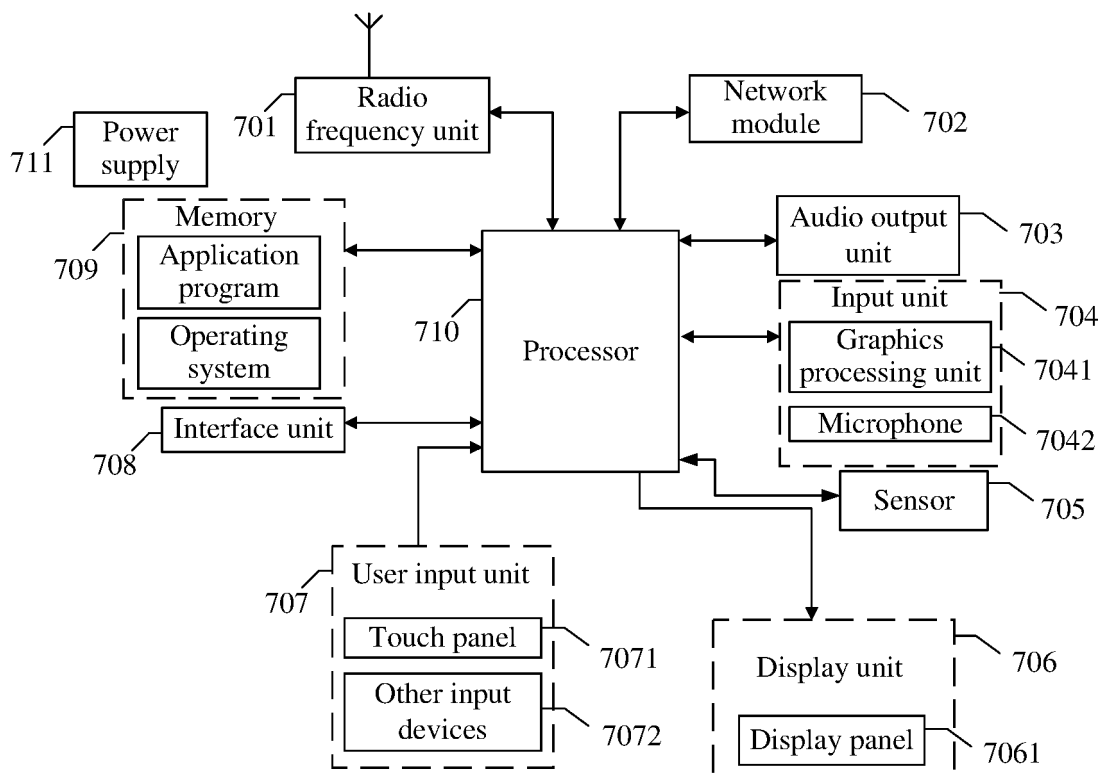 701
Radio
frequency unit
Network
module
702
711
Power
supply
709
Memory
Application
program
Operating
system
710
Processor
Audio output
unit
703
Input unit
704
Graphics
processing unit
7041
Microphone
7042
708
Interface unit
Sensor
705
707
User input unit
Touch panel
7071
Other input
devices
7072
Display unit
706
Display panel
7061